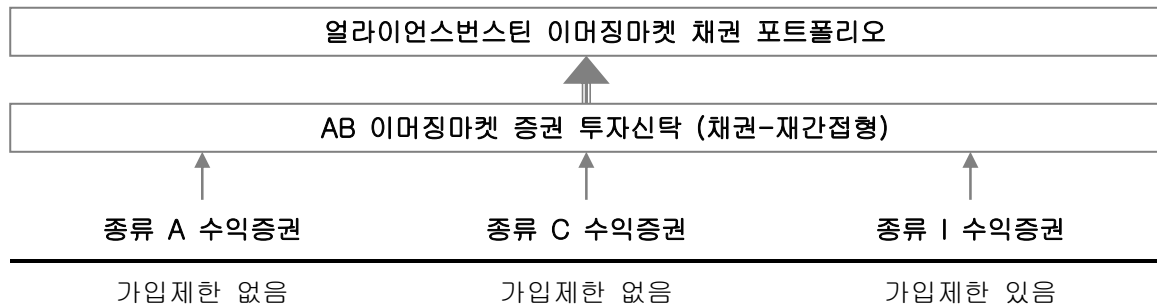 얼라이언스번스틴 이머징마켓 채권 포트폴리오
AB 이머징마켓 증권 투자신탁 (채권-재간접형)
종류 A 수익증권 종류 C 수익증권 종류 I 수익증권
가입제한 없음 가입제한 없음 가입제한 있음